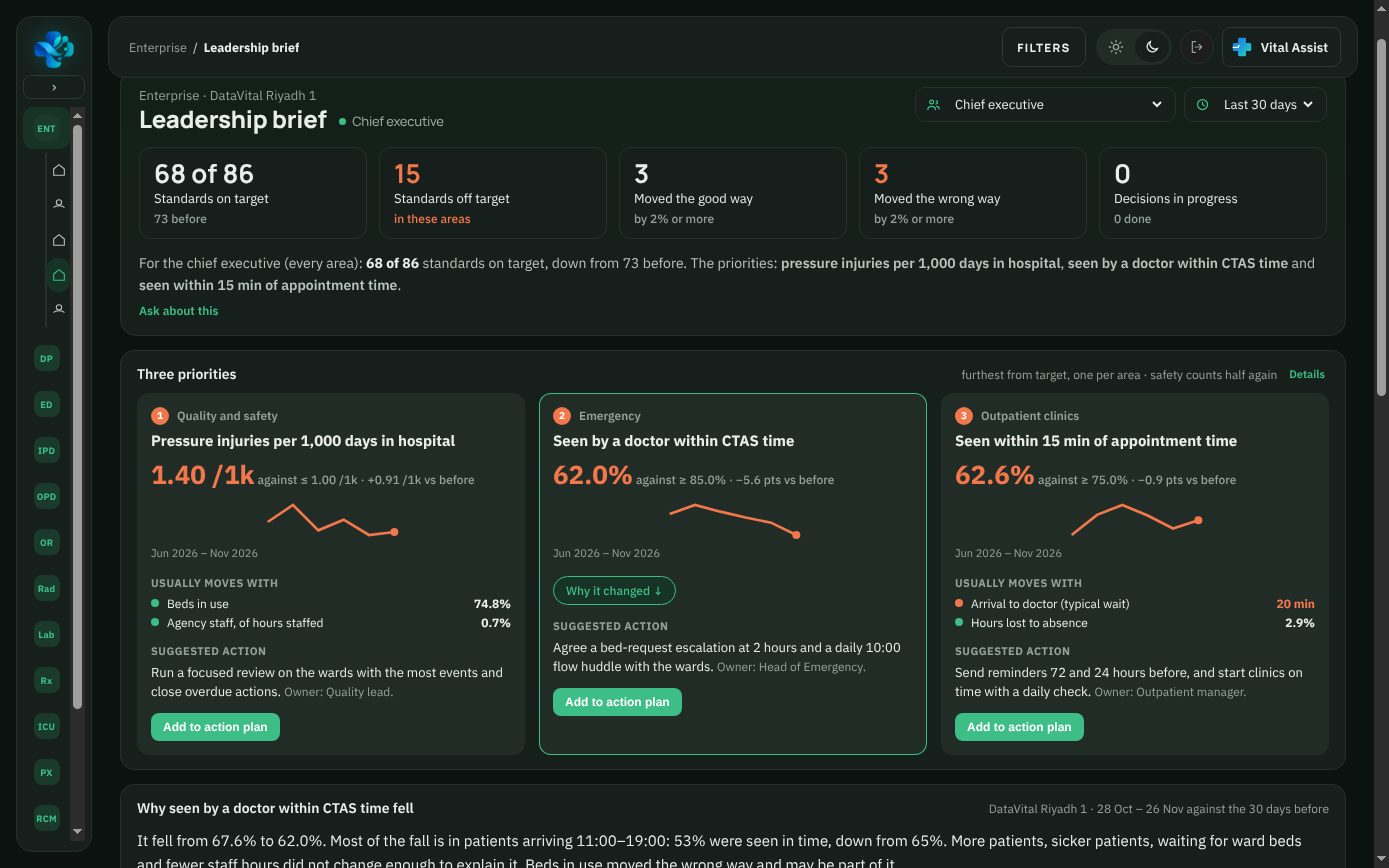 Enterprise / Leadership brief
FILTERS
Vital Assist
ENT
DP
ED
IPD
OPD
OR
Rad
Lab
Rx
ICU
PX
RCM
Enterprise · DataVital Riyadh 1
Leadership brief
Chief executive
Chief executive
Last 30 days
68 of 86
Standards on target
73 before
15
Standards off target
in these areas
3
Moved the good way
by 2% or more
3
Moved the wrong way
by 2% or more
0
Decisions in progress
0 done
For the chief executive (every area): 68 of 86 standards on target, down from 73 before. The priorities: pressure injuries per 1,000 days in hospital, seen by a doctor within CTAS time and
seen within 15 min of appointment time.
Ask about this
Three priorities
furthest from target, one per area · safety counts half again
Details
1 Quality and safety
Pressure injuries per 1,000 days in hospital
1.40 /1k against ≤ 1.00 /1k · +0.91 /1k vs before
Jun 2026 – Nov 2026
USUALLY MOVES WITH
Beds in use 74.8%
Agency staff, of hours staffed 0.7%
SUGGESTED ACTION
Run a focused review on the wards with the most events and
close overdue actions. Owner: Quality lead.
Add to action plan
2 Emergency
Seen by a doctor within CTAS time
62.0% against ≥ 85.0% · −5.6 pts vs before
Jun 2026 – Nov 2026
Why it changed ↓
SUGGESTED ACTION
Agree a bed-request escalation at 2 hours and a daily 10:00
flow huddle with the wards. Owner: Head of Emergency.
Add to action plan
3 Outpatient clinics
Seen within 15 min of appointment time
62.6% against ≥ 75.0% · −0.9 pts vs before
Jun 2026 – Nov 2026
USUALLY MOVES WITH
Arrival to doctor (typical wait) 20 min
Hours lost to absence 2.9%
SUGGESTED ACTION
Send reminders 72 and 24 hours before, and start clinics on
time with a daily check. Owner: Outpatient manager.
Add to action plan
Why seen by a doctor within CTAS time fell
DataVital Riyadh 1 · 28 Oct – 26 Nov against the 30 days before
It fell from 67.6% to 62.0%. Most of the fall is in patients arriving 11:00–19:00: 53% were seen in time, down from 65%. More patients, sicker patients, waiting for ward beds
and fewer staff hours did not change enough to explain it. Beds in use moved the wrong way and may be part of it.